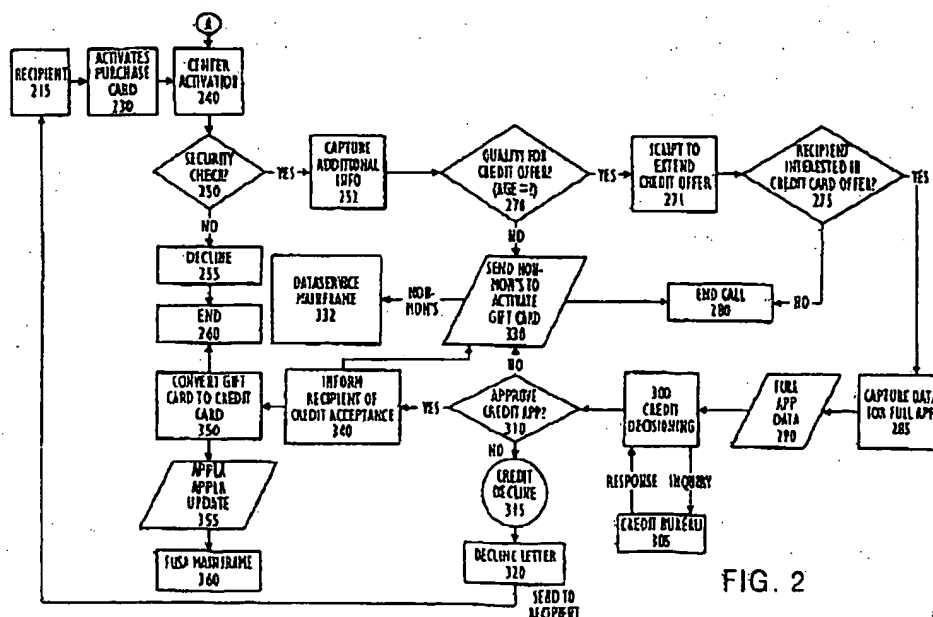 A
RECIPIENT
215
ACTIVATES
PURCHASE
CARD
230
CENTER
ACTIVATION
240
SECURITY
CHECK?
250
YES
CAPTURE
ADDITIONAL
INFO
252
QUALIFY FOR
CREDIT OFFER?
(AGE = ?)
270
YES
SCRIPT TO
EXTEND
CREDIT OFFER
271
RECIPIENT
INTERESTED IN
CREDIT CARD OFFER?
275
YES
NO
DECLINE
255
END
260
DATASERVICE
MAINFRAME
332
NON-
MON'S
NO
SEND NON-
MON'S TO
ACTIVATE
GIFT CARD
330
END CALL
280
NO
CONVERT GIFT
CARD TO CREDIT
CARD
350
INFORM
RECIPIENT
OF CREDIT
ACCEPTANCE
340
YES
NO
APPROVE
CREDIT APP?
310
300
CREDIT
DECISIONING
FULL
APP
DATA
290
CAPTURE DATA
FOR FULL APP
285
NO
CREDIT
DECLINE
315
RESPONSE
INQUIRY
CREDIT BUREAU
305
UPDATE
355
MAINFRAME
360
DECLINE LETTER
320
SEND TO
RECIPIENT
FIG. 2